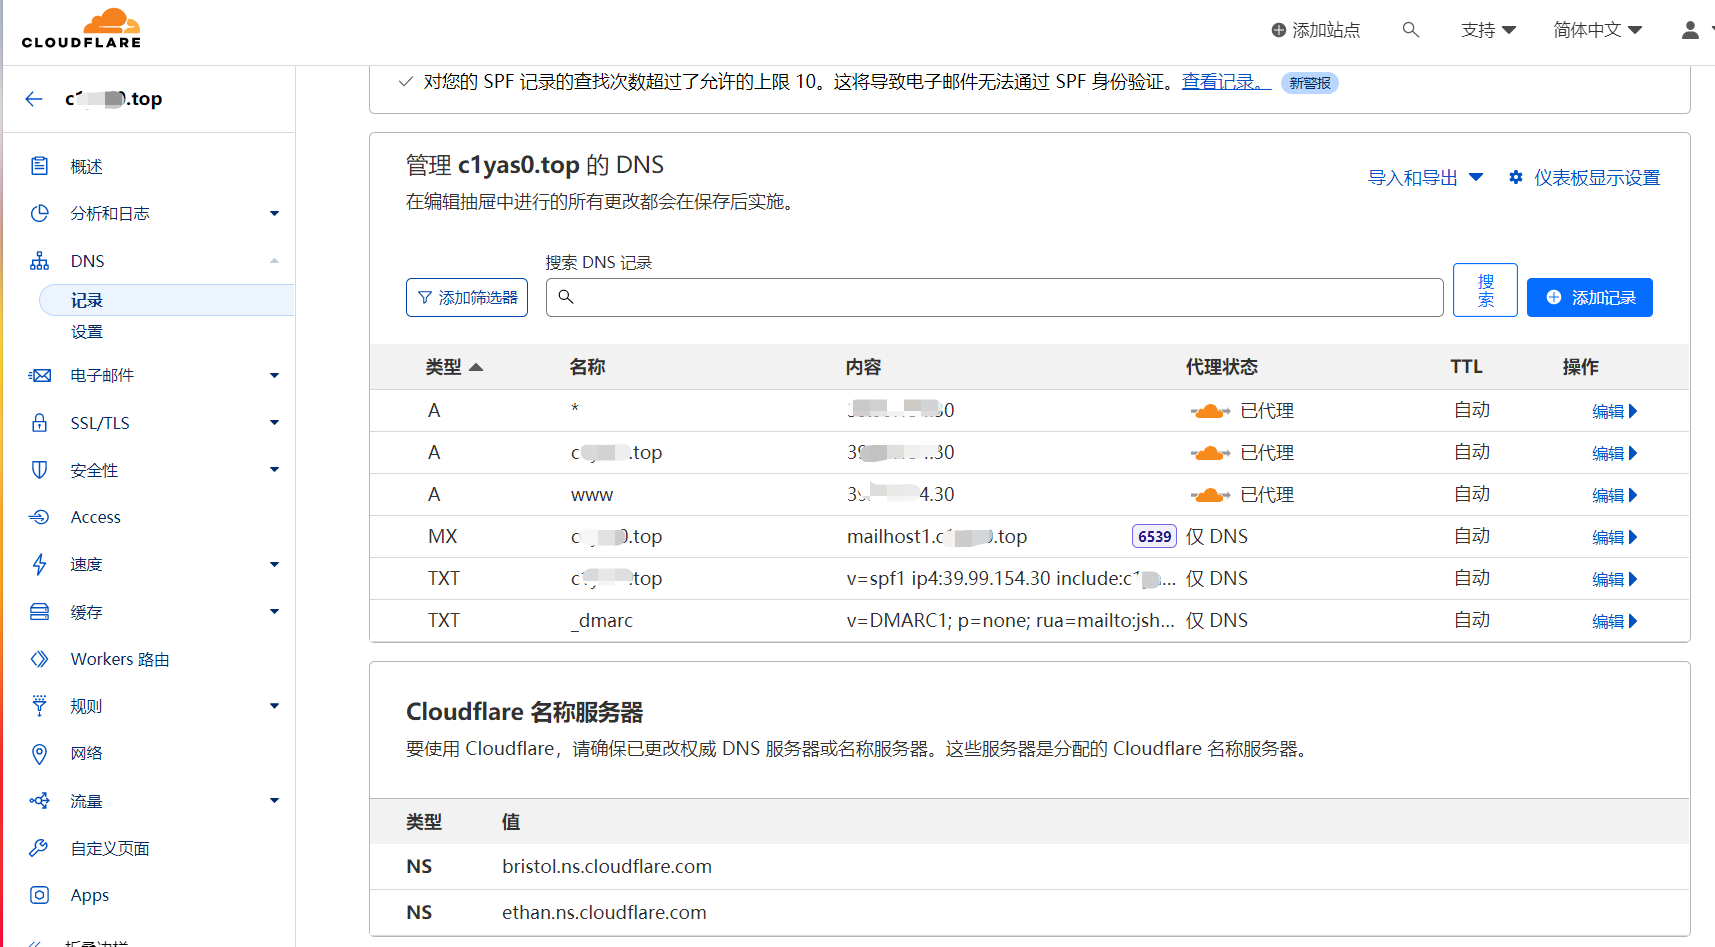 CLOUDFLARE
添加站点
支持
简体中文
c .top
对您的 SPF 记录的查找次数超过了允许的上限 10。这将导致电子邮件无法通过 SPF 身份验证。查看记录。 新警报
概述
分析和日志
DNS
记录
设置
电子邮件
SSL/TLS
安全性
Access
速度
缓存
Workers 路由
规则
网络
流量
自定义页面
Apps
管理 c1yas0.top 的 DNS
在编辑抽屉中进行的所有更改都会在保存后实施。
导入和导出
仪表板显示设置
搜索 DNS 记录
添加筛选器
搜
索
添加记录
类型 名称 内容 代理状态 TTL 操作
A * 已代理 自动 编辑
A c .top 39 .30 已代理 自动 编辑
A www 39 4.30 已代理 自动 编辑
MX c .top mailhost1.c .top 6539 仅 DNS 自动 编辑
TXT c .top v=spf1 ip4:39.99.154.30 include:c1 ... 仅 DNS 自动 编辑
TXT _dmarc v=DMARC1; p=none; rua=mailto:jsh... 仅 DNS 自动 编辑
Cloudflare 名称服务器
要使用 Cloudflare，请确保已更改权威 DNS 服务器或名称服务器。这些服务器是分配的 Cloudflare 名称服务器。
类型 值
NS bristol.ns.cloudflare.com
NS ethan.ns.cloudflare.com